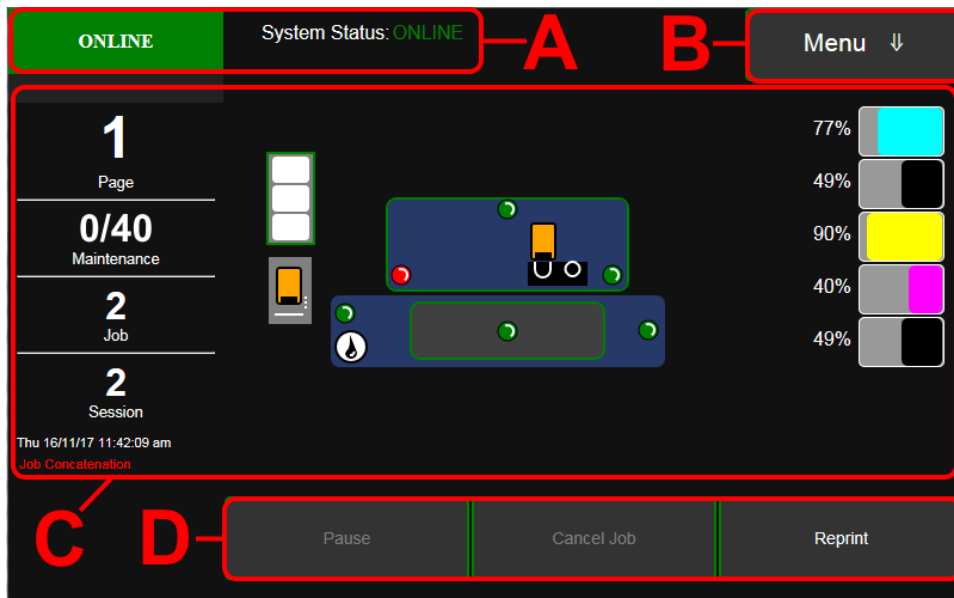 ONLINE
System Status: ONLINE
A
B
Menu ⇓
1
Page
0/40
Maintenance
2
Job
2
Session
Thu 16/11/17 11:42:09 am
Job Concatenation
77%
49%
90%
40%
49%
C
D
Pause
Cancel Job
Reprint